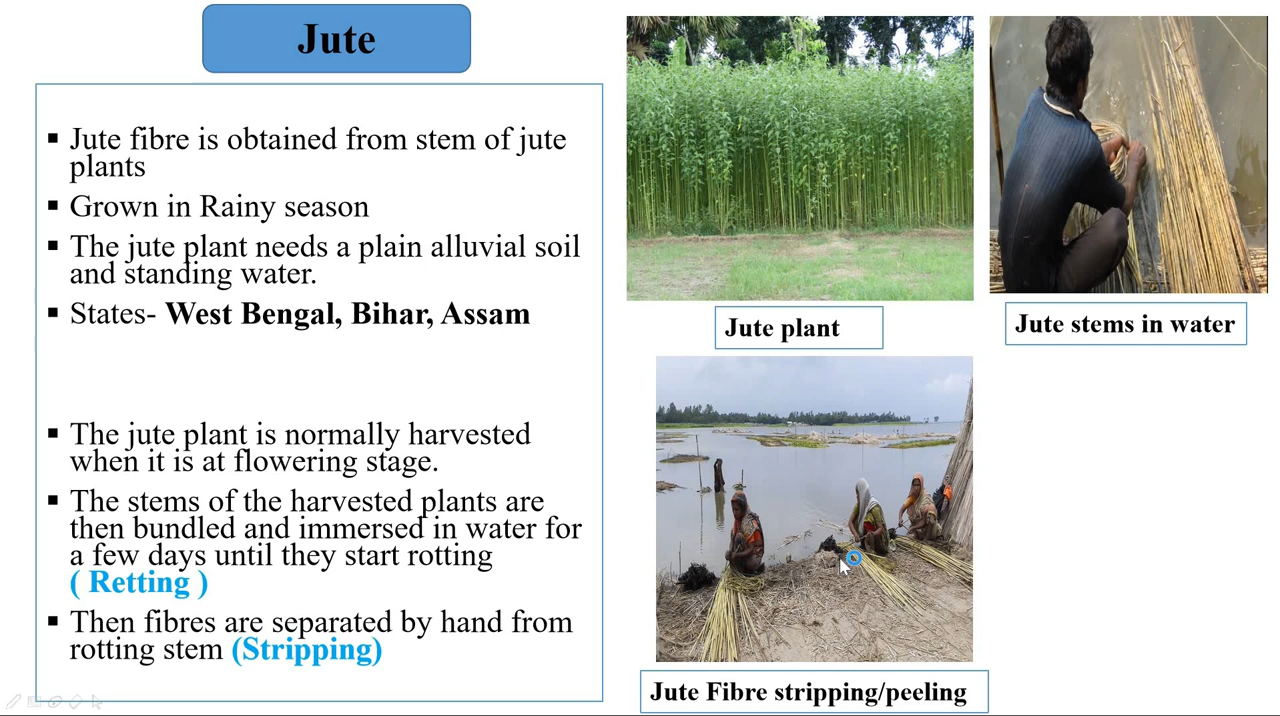 Jute
▪ Jute fibre is obtained from stem of jute
plants
▪ Grown in Rainy season
▪ The jute plant needs a plain alluvial soil
and standing water.
▪ States- West Bengal, Bihar, Assam
▪ The jute plant is normally harvested
when it is at flowering stage.
▪ The stems of the harvested plants are
then bundled and immersed in water for
a few days until they start rotting
( Retting )
▪ Then fibres are separated by hand from
rotting stem (Stripping)
Jute plant
Jute stems in water
Jute Fibre stripping/peeling